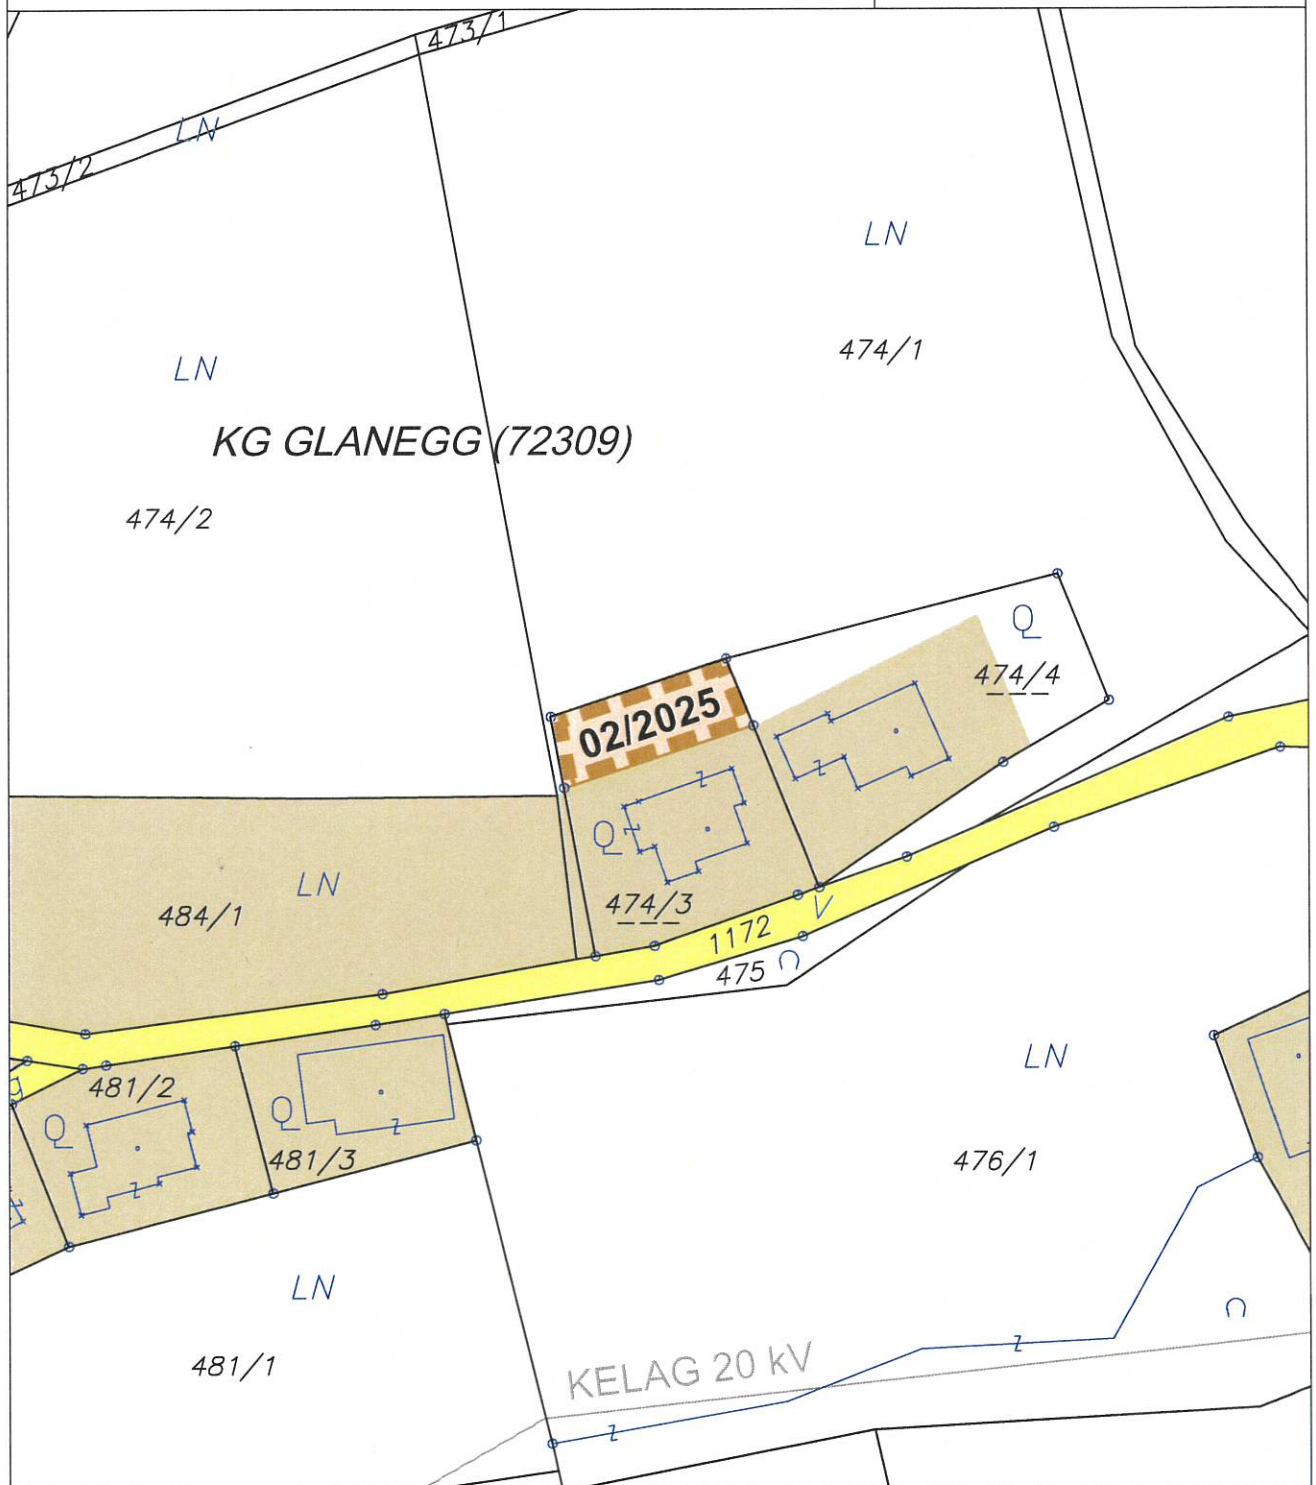 473/1
LN
473/2
LN
474/1
LN
KG GLANEGG (72309)
474/2
Q
474/4
02/2025
z
z
Q
z
LN
484/1
474/3
V
1172
475
LN
g
481/2
Q
Q
z
481/3
476/1
z
LN
z
481/1
KELAG 20 kV
z